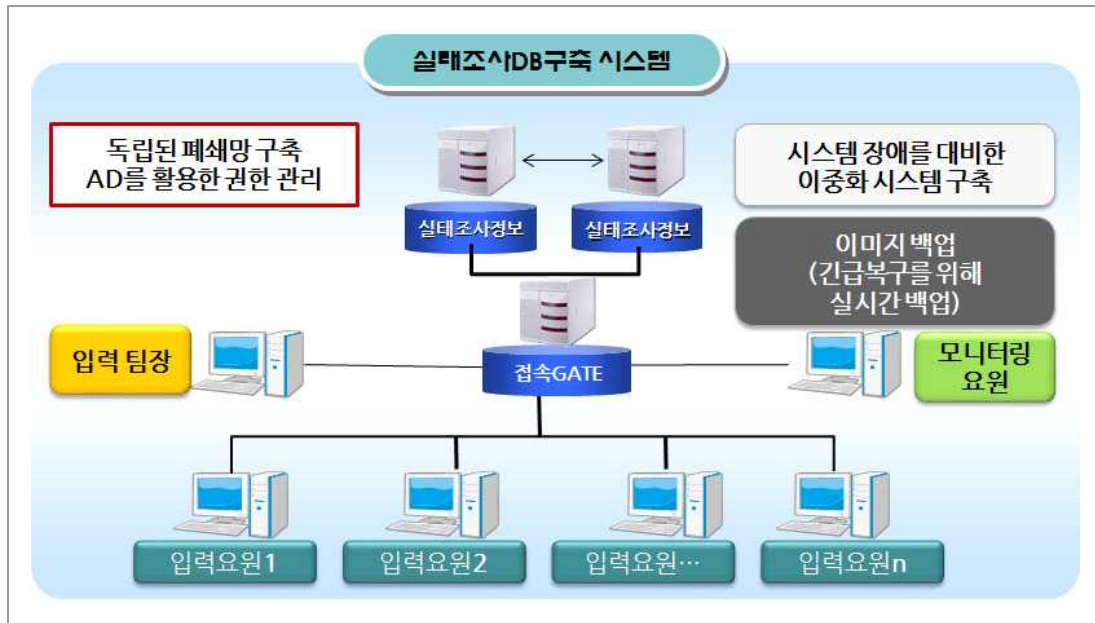 실태조사DB구축 시스템
독립된 폐쇄망 구축
AD를 활용한 권한 관리
시스템 장애를 대비한
이중화 시스템 구축
실태조사정보
실태조사정보
이미지 백업
(긴급복구를 위해
실시간 백업)
입력 팀장
접속GATE
모니터링
요원
입력요원1
입력요원2
입력요원…
입력요원n